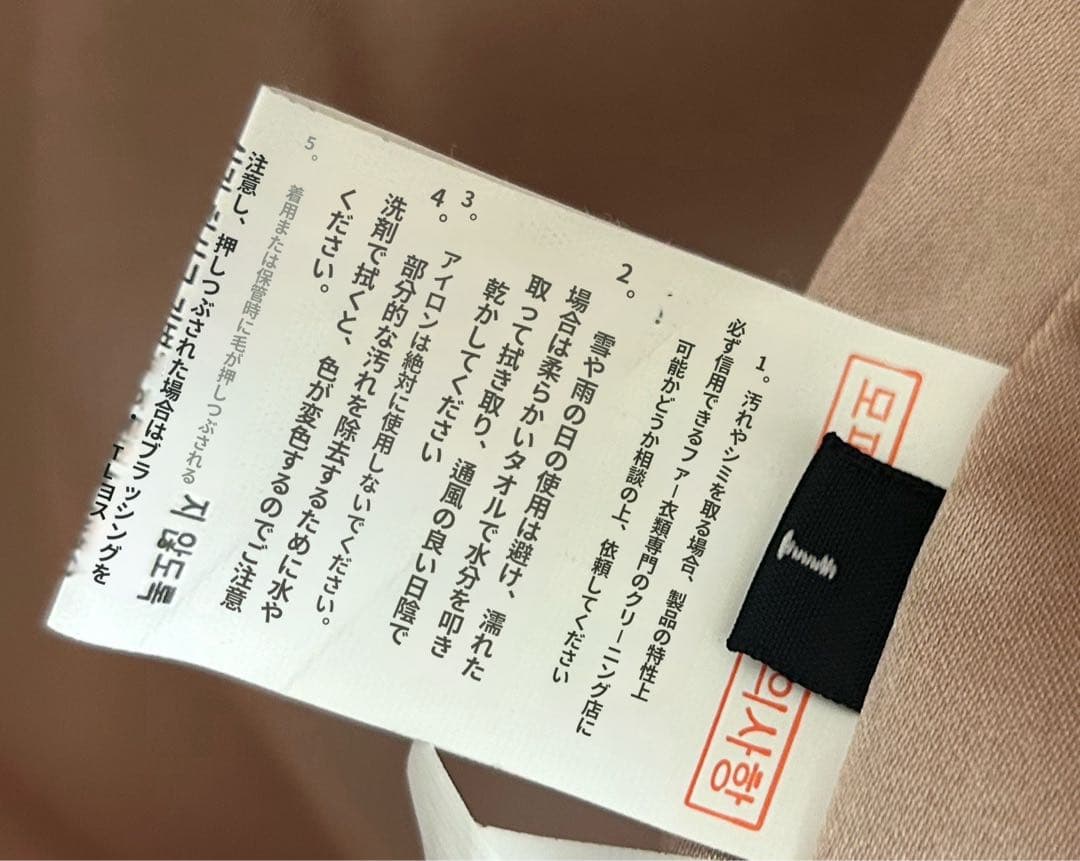 모
의사항
1。汚れやシミを取る場合、製品の特性上
必ず信用できるファー衣類専門のクリーニング店に
可能かどうか相談の上、依頼してください
2。雪や雨の日の使用は避け、濡れた
場合は柔らかいタオルで水分を叩き
取って拭き取り、通風の良い日陰で
乾かしてください
3。アイロンは絶対に使用しないでください。
4。部分的な汚れを除去するために水や
洗剤で拭くと、色が変色するのでご注意
ください。
5。着用または保管時に毛が押しつぶされる 지 않도록
注意し、押しつぶされた場合はブラッシングを